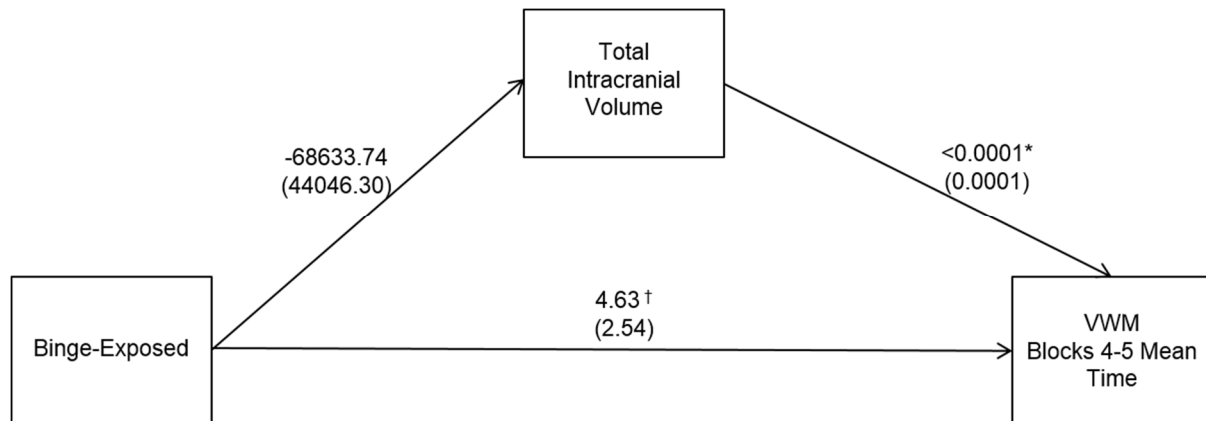 Total
Intracranial
Volume
-68633.74
(44046.30)
<0.0001*
(0.0001)
4.63†
(2.54)
Binge-Exposed
VWM
Blocks 4-5 Mean
Time